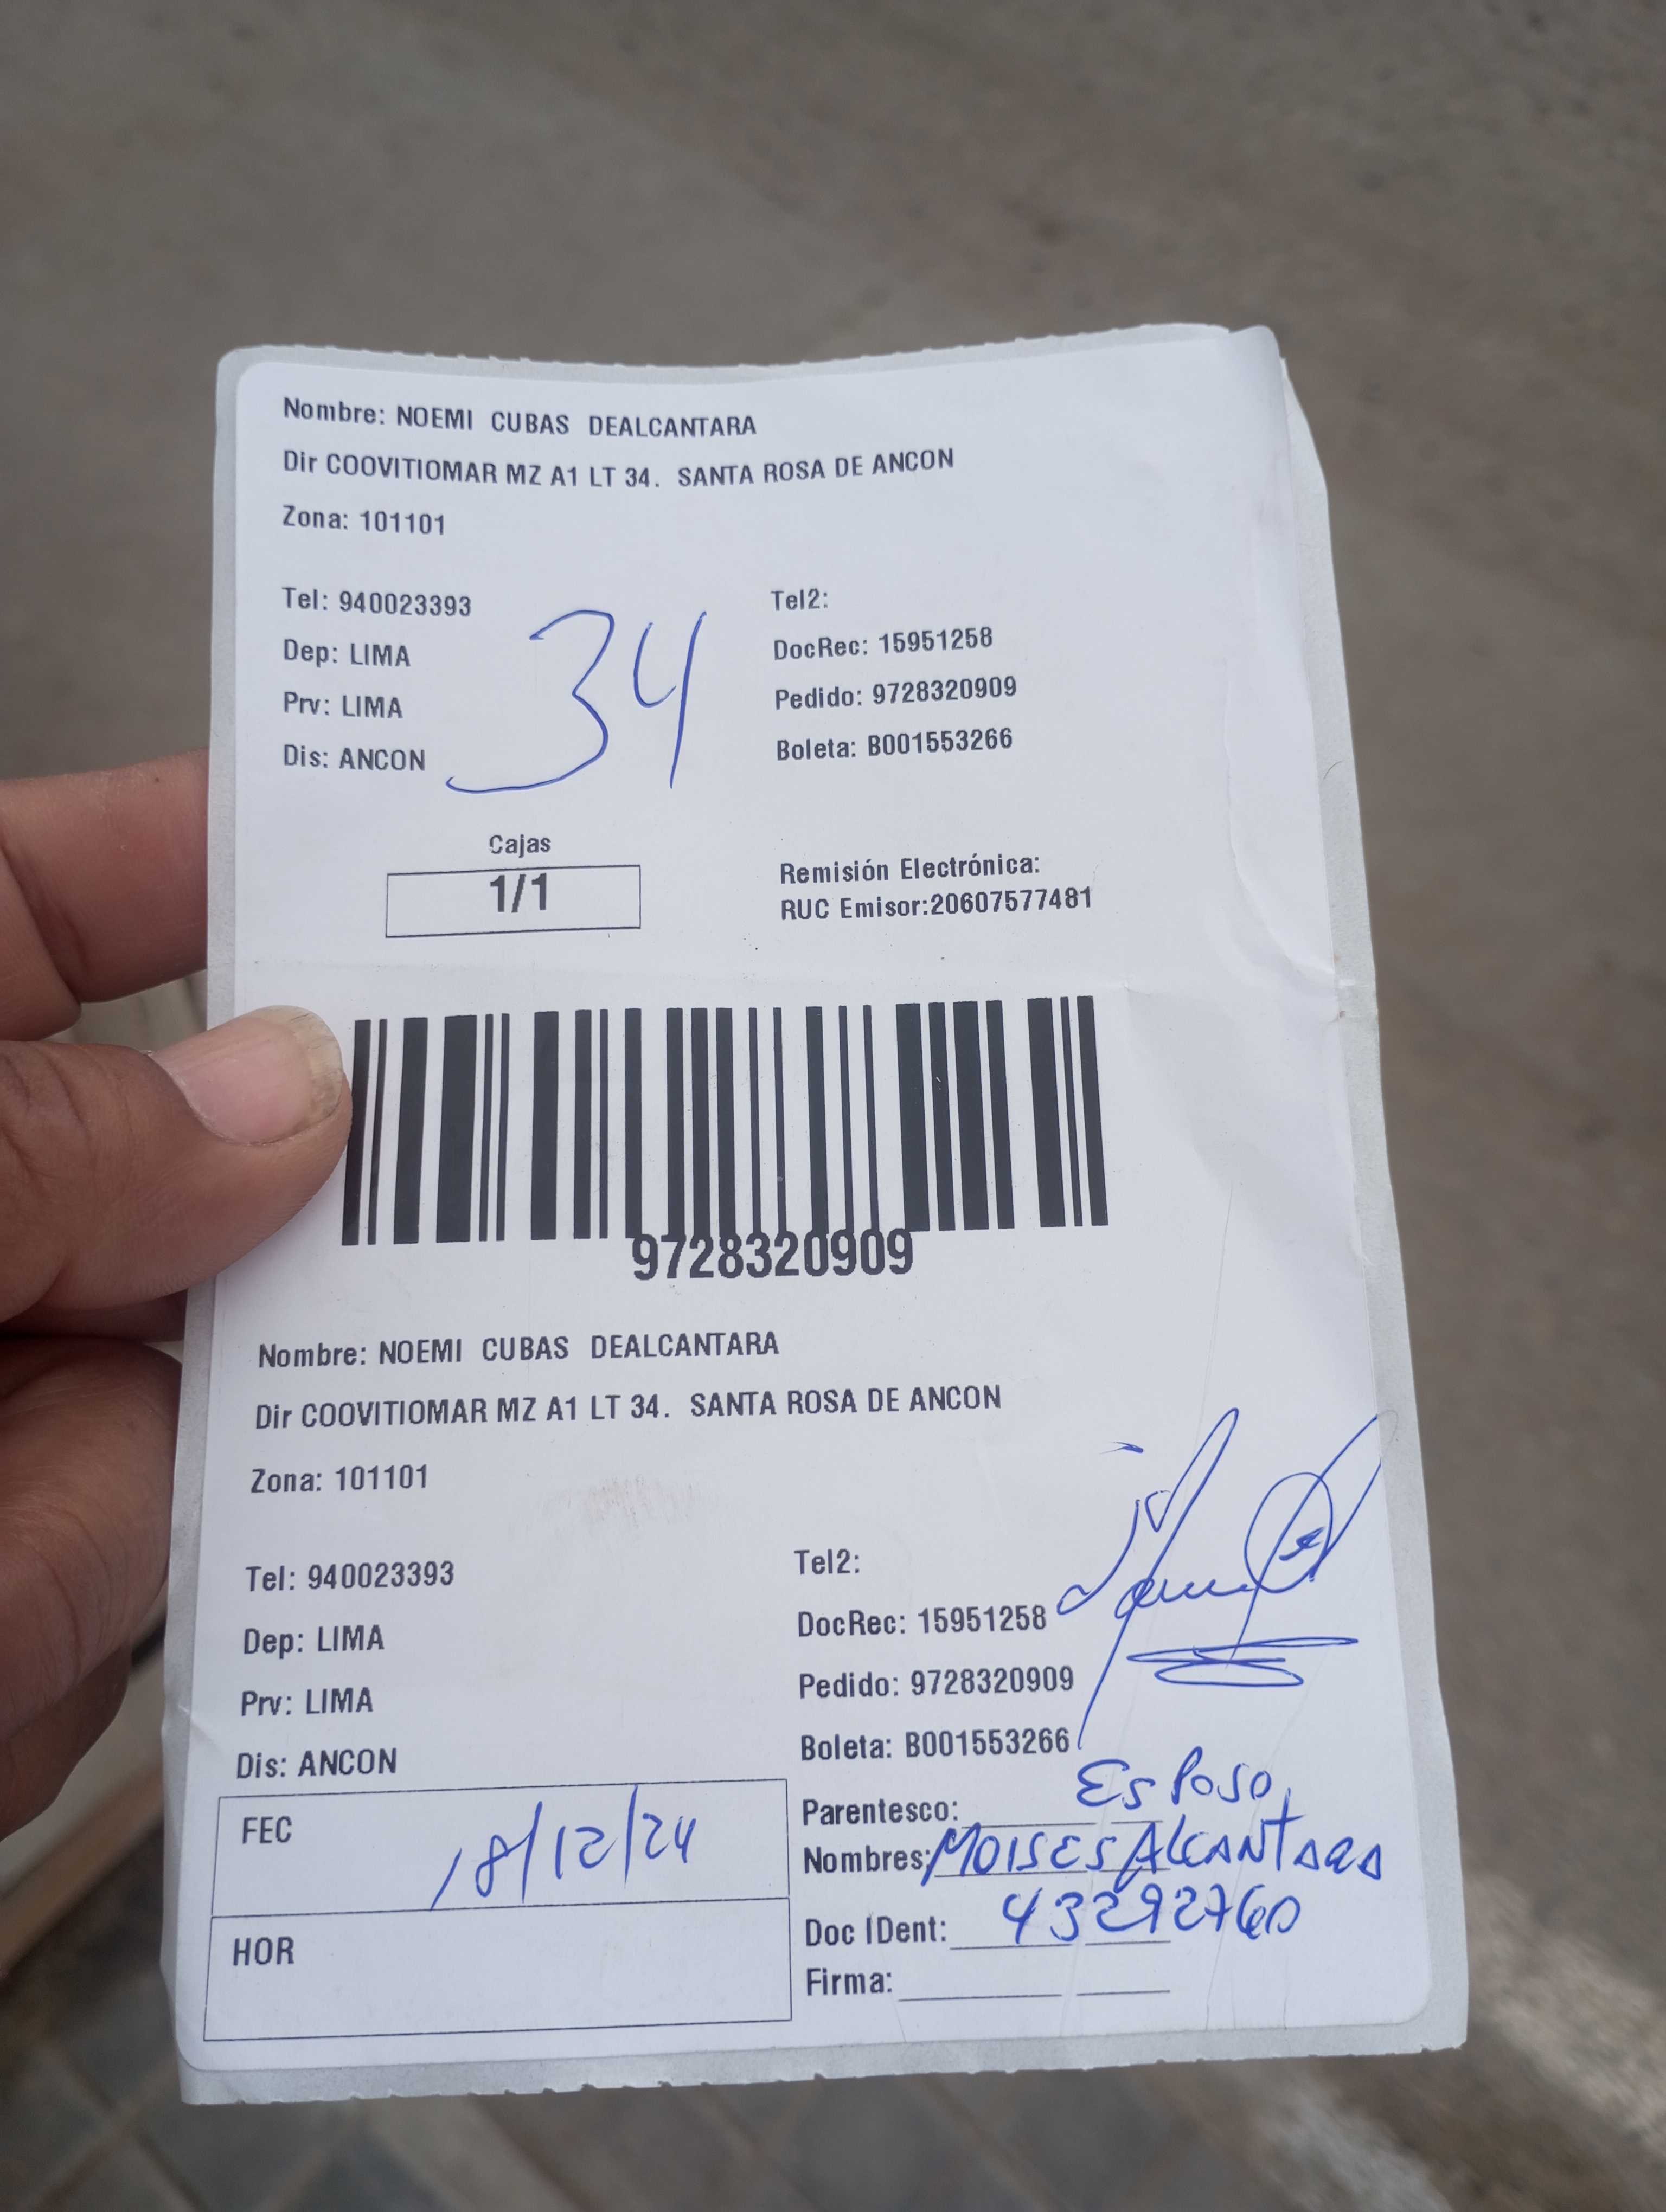 Nombre: NOEMI CUBAS DEALCANTARA
Dir COOVITIOMAR MZ A1 LT 34. SANTA ROSA DE ANCON
Zona: 101101
Tel: 940023393
Tel2:
Dep: LIMA
DocRec: 15951258
Prv: LIMA
Pedido: 9728320909
Dis: ANCON
Boleta: B001553266
34
Cajas
1/1
Remisión Electrónica:
RUC Emisor:20607577481
9728320909
Nombre: NOEMI CUBAS DEALCANTARA
Dir COOVITIOMAR MZ A1 LT 34. SANTA ROSA DE ANCON
Zona: 101101
Tel: 940023393
Tel2:
Dep: LIMA
DocRec: 15951258
Prv: LIMA
Pedido: 9728320909
Dis: ANCON
Boleta: B001553266
FEC 18/12/24
HOR
Parentesco: Esposo
Nombres: MOISES ALCANTARA
Doc IDent: 43292760
Firma: